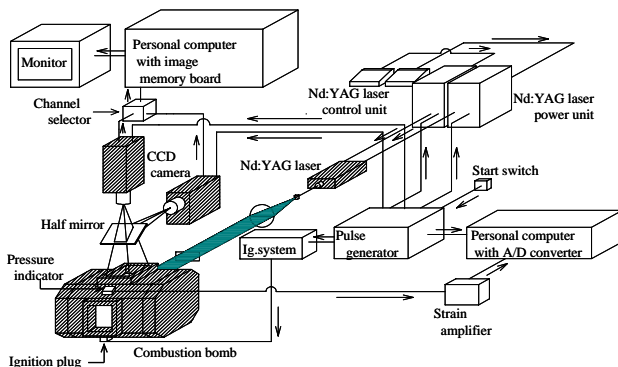 Monitor
Personal computer
with image
memory board
Channel
selector
Nd:YAG laser
control unit
Nd:YAG laser
power unit
CCD
camera
Nd:YAG laser
Start switch
Half mirror
Ig.system
Pulse
generator
Personal computer
with A/D converter
Pressure
indicator
Strain
amplifier
Combustion bomb
Ignition plug